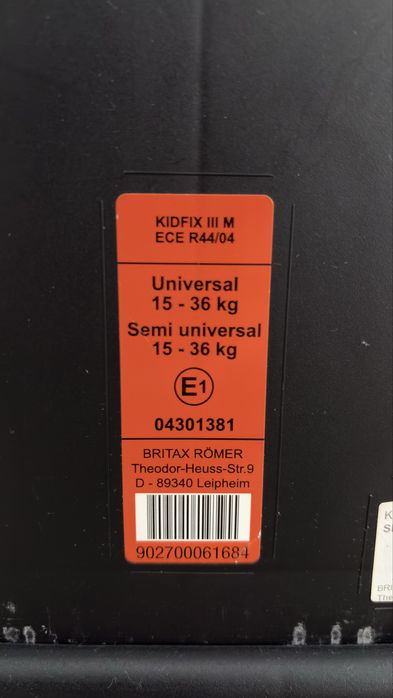 KIDFIX III M
ECE R44/04
Universal
15 - 36 kg
Semi universal
15 - 36 kg
E1
04301381
BRITAX RÖMER
Theodor-Heuss-Str.9
D - 89340 Leipheim
902700061684